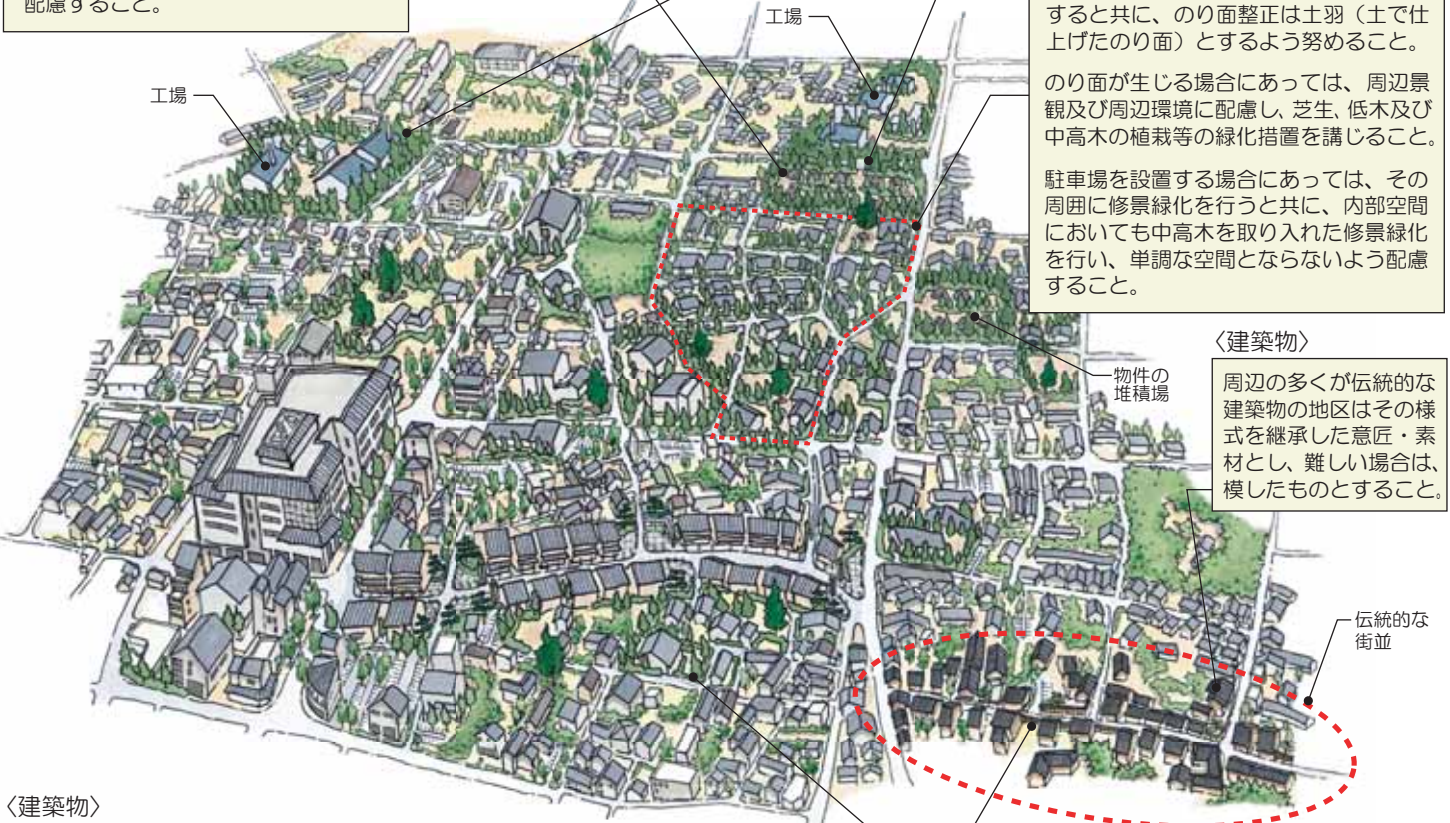 配慮すること。
工場
工場
すると共に、のり面整正は土羽（土で仕
上げたのり面）とするよう努めること。
のり面が生じる場合にあっては、周辺景
観及び周辺環境に配慮し、芝生、低木及び
中高木の植栽等の緑化措置を講じること。
駐車場を設置する場合にあっては、その
周囲に修景緑化を行うと共に、内部空間
においても中高木を取り入れた修景緑化
を行い、単調な空間とならないよう配慮
すること。
物件の
堆積場
〈建築物〉
周辺の多くが伝統的な
建築物の地区はその様
式を継承した意匠・素
材とし、難しい場合は、
模したものとすること。
伝統的な
街並
〈建築物〉